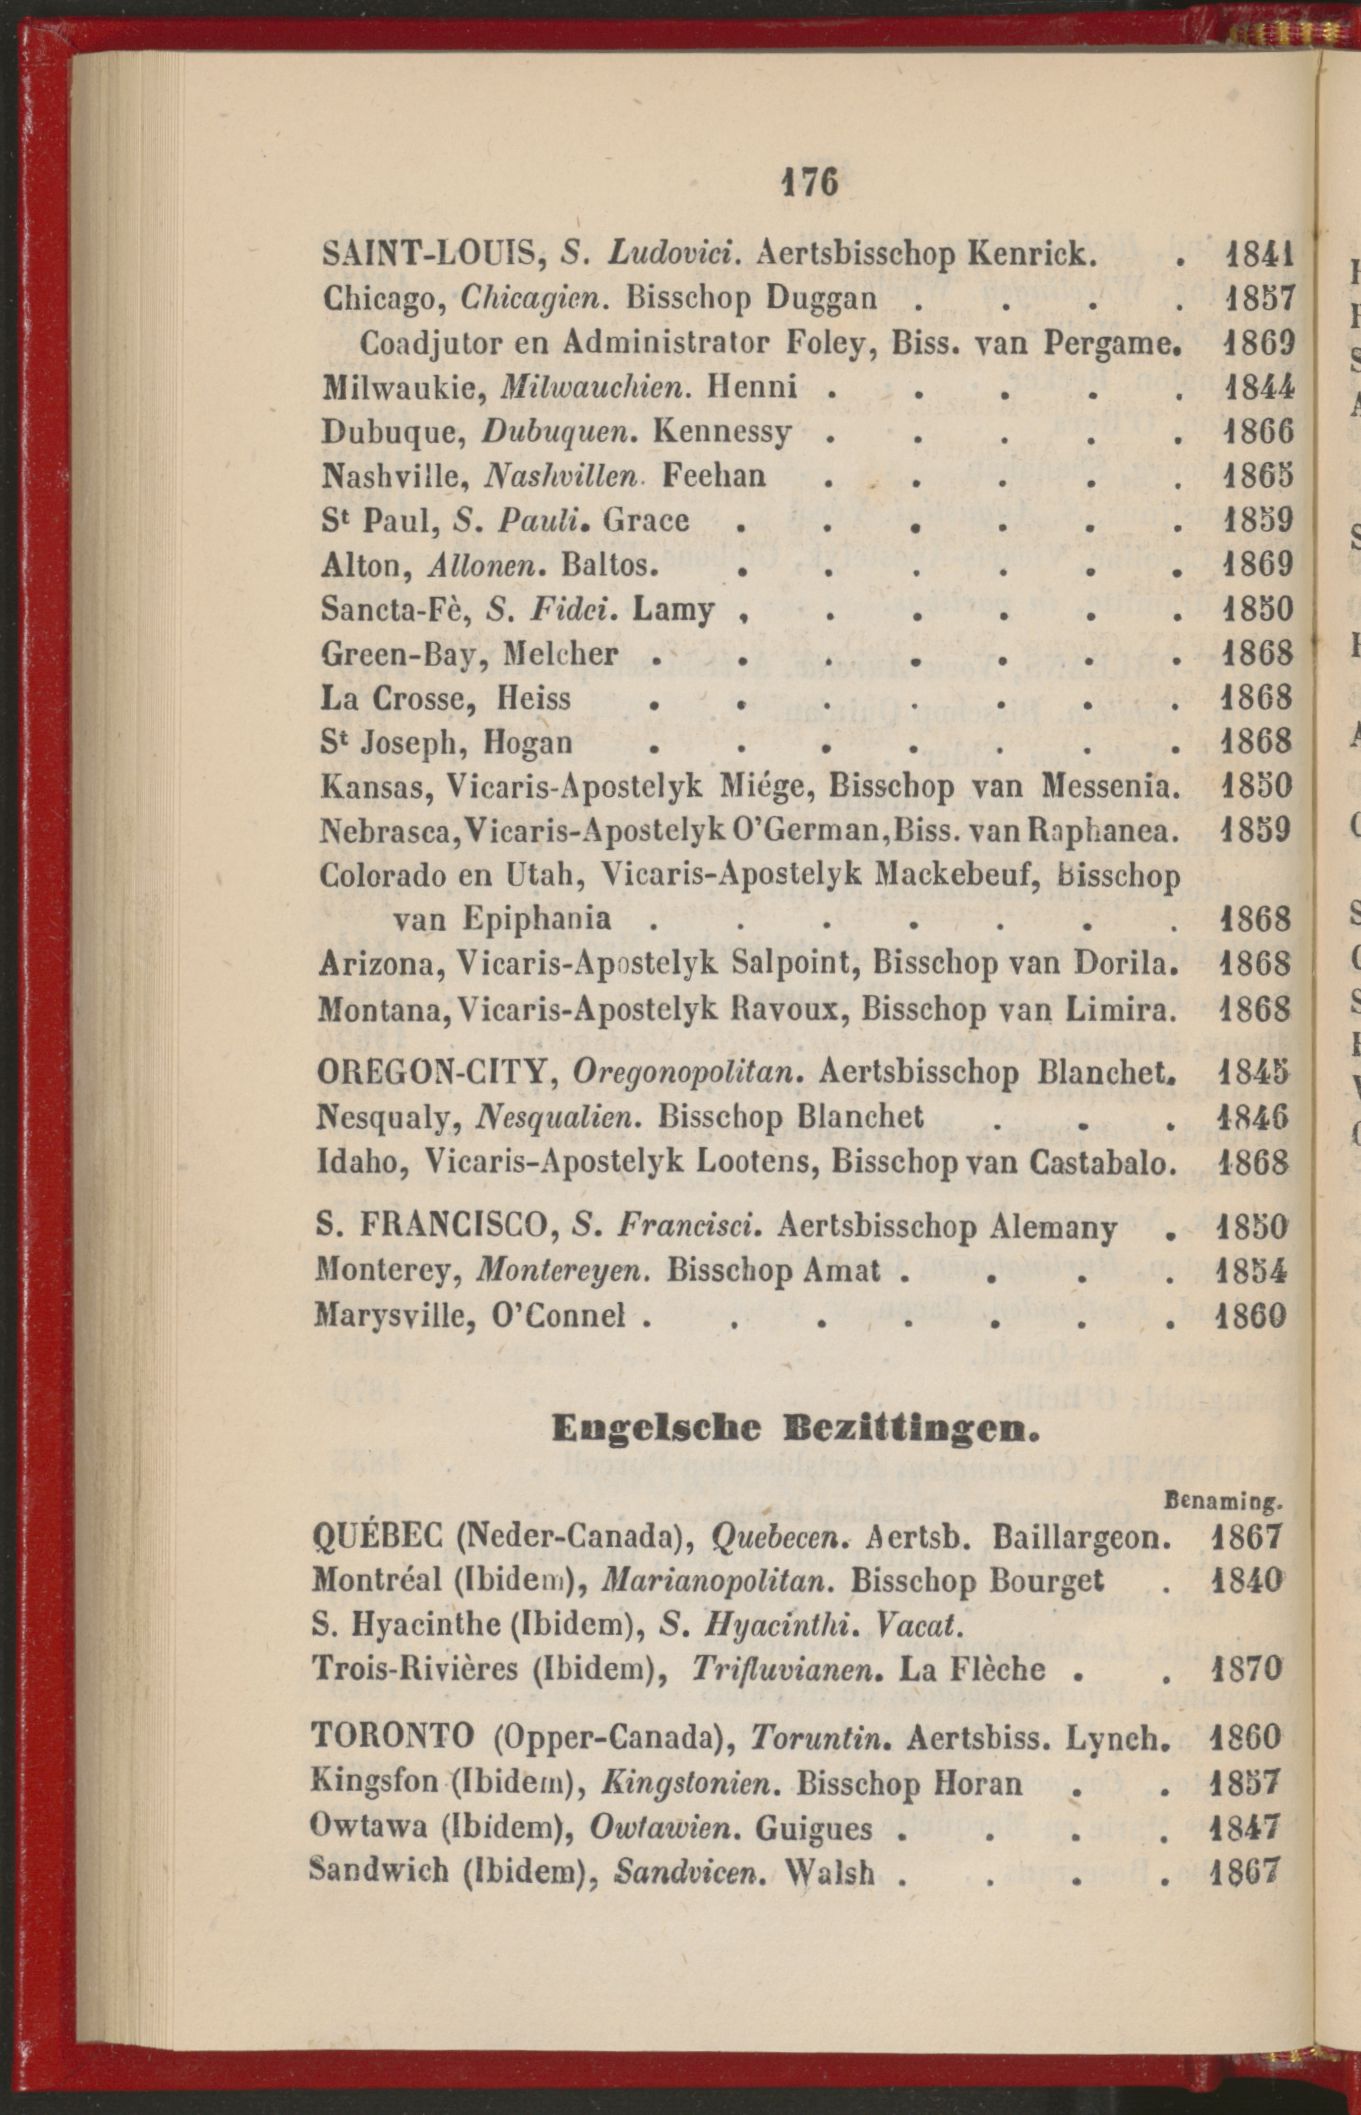 176
SAINT-LOUIS, S. Ludovici. Aertsbisschop Kenrick. . 1841
Chicago, Chicagien. Bisschop Duggan . . . . 1857
Coadjutor en Administrator Foley, Biss. van Pergame. 1869
Milwaukie, Milwauchien. Henni . . . . . 1844
Dubuque, Dubuquen. Kennessy . . . . . 1866
Nashville, Nashvillen. Feehan . . . . . 1865
St Paul, S. Pauli. Grace . . . . . . 1859
Alton, Allonen. Baltos. . . . . . . 1869
Sancta-Fè, S. Fidei. Lamy . . . . . . 1850
Green-Bay, Melcher . . . . . . . 1868
La Crosse, Heiss . . . . . . . 1868
St Joseph, Hogan . . . . . . . 1868
Kansas, Vicaris-Apostelyk Miége, Bisschop van Messenia. 1850
Nebrasca, Vicaris-Apostelyk O'German, Biss. van Raphanea. 1859
Colorado en Utah, Vicaris-Apostelyk Mackebeuf, Bisschop
van Epiphania . . . . . . . 1868
Arizona, Vicaris-Apostelyk Salpoint, Bisschop van Dorila. 1868
Montana, Vicaris-Apostelyk Ravoux, Bisschop van Limira. 1868
OREGON-CITY, Oregonopolitan. Aertsbisschop Blanchet. 1845
Nesqualy, Nesqualien. Bisschop Blanchet . . . 1846
Idaho, Vicaris-Apostelyk Lootens, Bisschop van Castabalo. 1868
S. FRANCISCO, S. Francisci. Aertsbisschop Alemany . 1850
Monterey, Montereyen. Bisschop Amat . . . . 1854
Marysville, O'Connel . . . . . . . 1860
Engelsche Bezittingen.
Benaming.
QUÉBEC (Neder-Canada), Quebecen. Aertsb. Baillargeon. 1867
Montréal (Ibidem), Marianopolitan. Bisschop Bourget . 1840
S. Hyacinthe (Ibidem), S. Hyacinthi. Vacat.
Trois-Rivières (Ibidem), Trifluvianen. La Flèche . . 1870
TORONTO (Opper-Canada), Toruntin. Aertsbiss. Lynch. 1860
Kingsfon (Ibidem), Kingstonien. Bisschop Horan . . 1857
Owtawa (Ibidem), Owtawien. Guigues . . . . 1847
Sandwich (Ibidem), Sandvicen. Walsh . . . . 1867